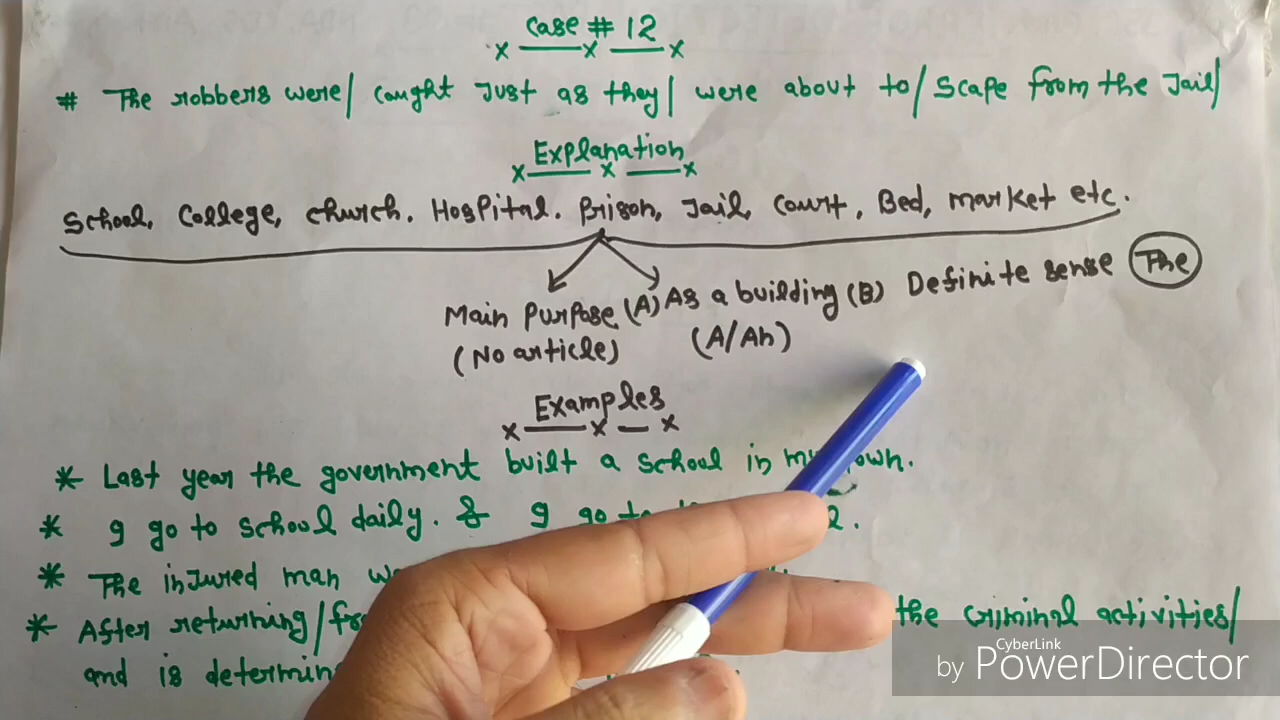 Case # 12
# The robbers were/ caught Just as they/ were about to/ Scape from the Jail/
Explanation
School, College, church. Hospital. Prison, Jail, Court, Bed, market etc.
Main Purpose (A) As a building (B) Definite sense The
(No article) (A/An)
Examples
* Last year the government built a school in my town.
* I go to school daily. & I go to
* The injured man
* After returning/ the criminal activities/
and is
CyberLink
by PowerDirector